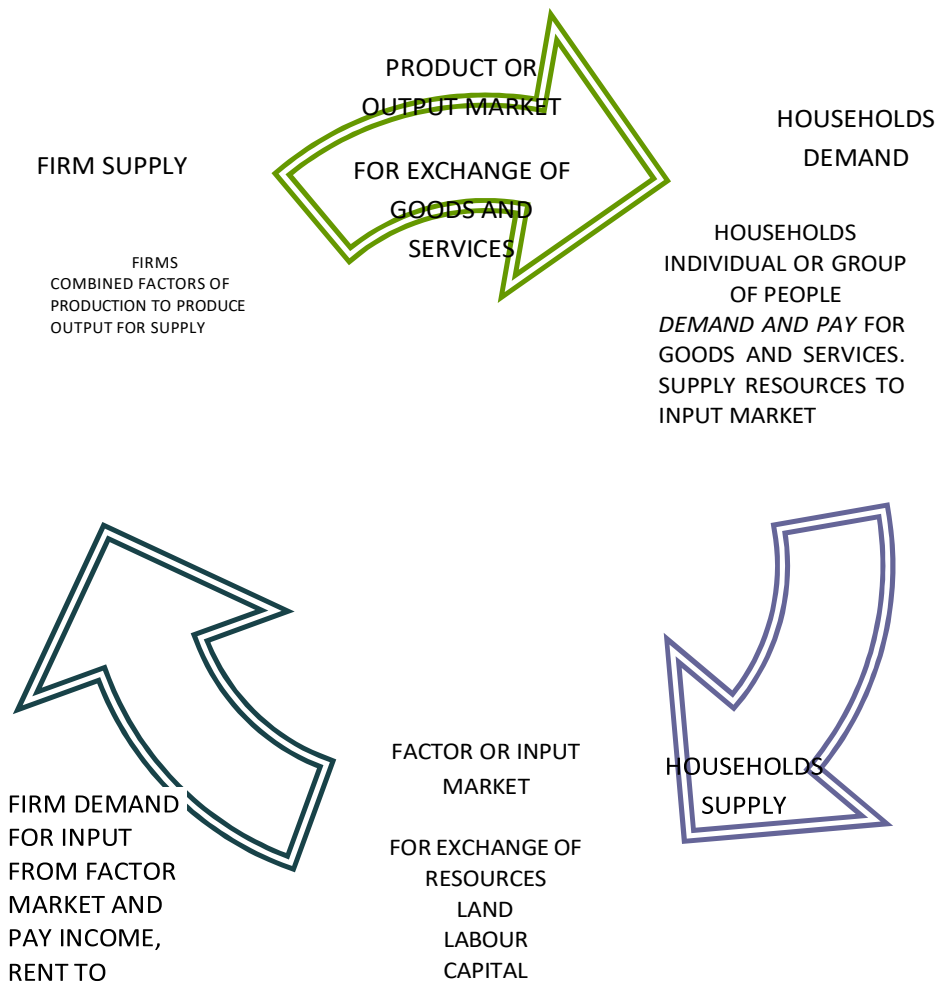 PRODUCT OR
OUTPUT MARKET
FOR EXCHANGE OF
GOODS AND
SERVICES
HOUSEHOLDS
DEMAND
FIRM SUPPLY
HOUSEHOLDS
INDIVIDUAL OR GROUP
OF PEOPLE
DEMAND AND PAY FOR
GOODS AND SERVICES.
SUPPLY RESOURCES TO
INPUT MARKET
FIRMS
COMBINED FACTORS OF
PRODUCTION TO PRODUCE
OUTPUT FOR SUPPLY
FACTOR OR INPUT
MARKET
FOR EXCHANGE OF
RESOURCES
LAND
LABOUR
CAPITAL
HOUSEHOLDS
SUPPLY
FIRM DEMAND
FOR INPUT
FROM FACTOR
MARKET AND
PAY INCOME,
RENT TO